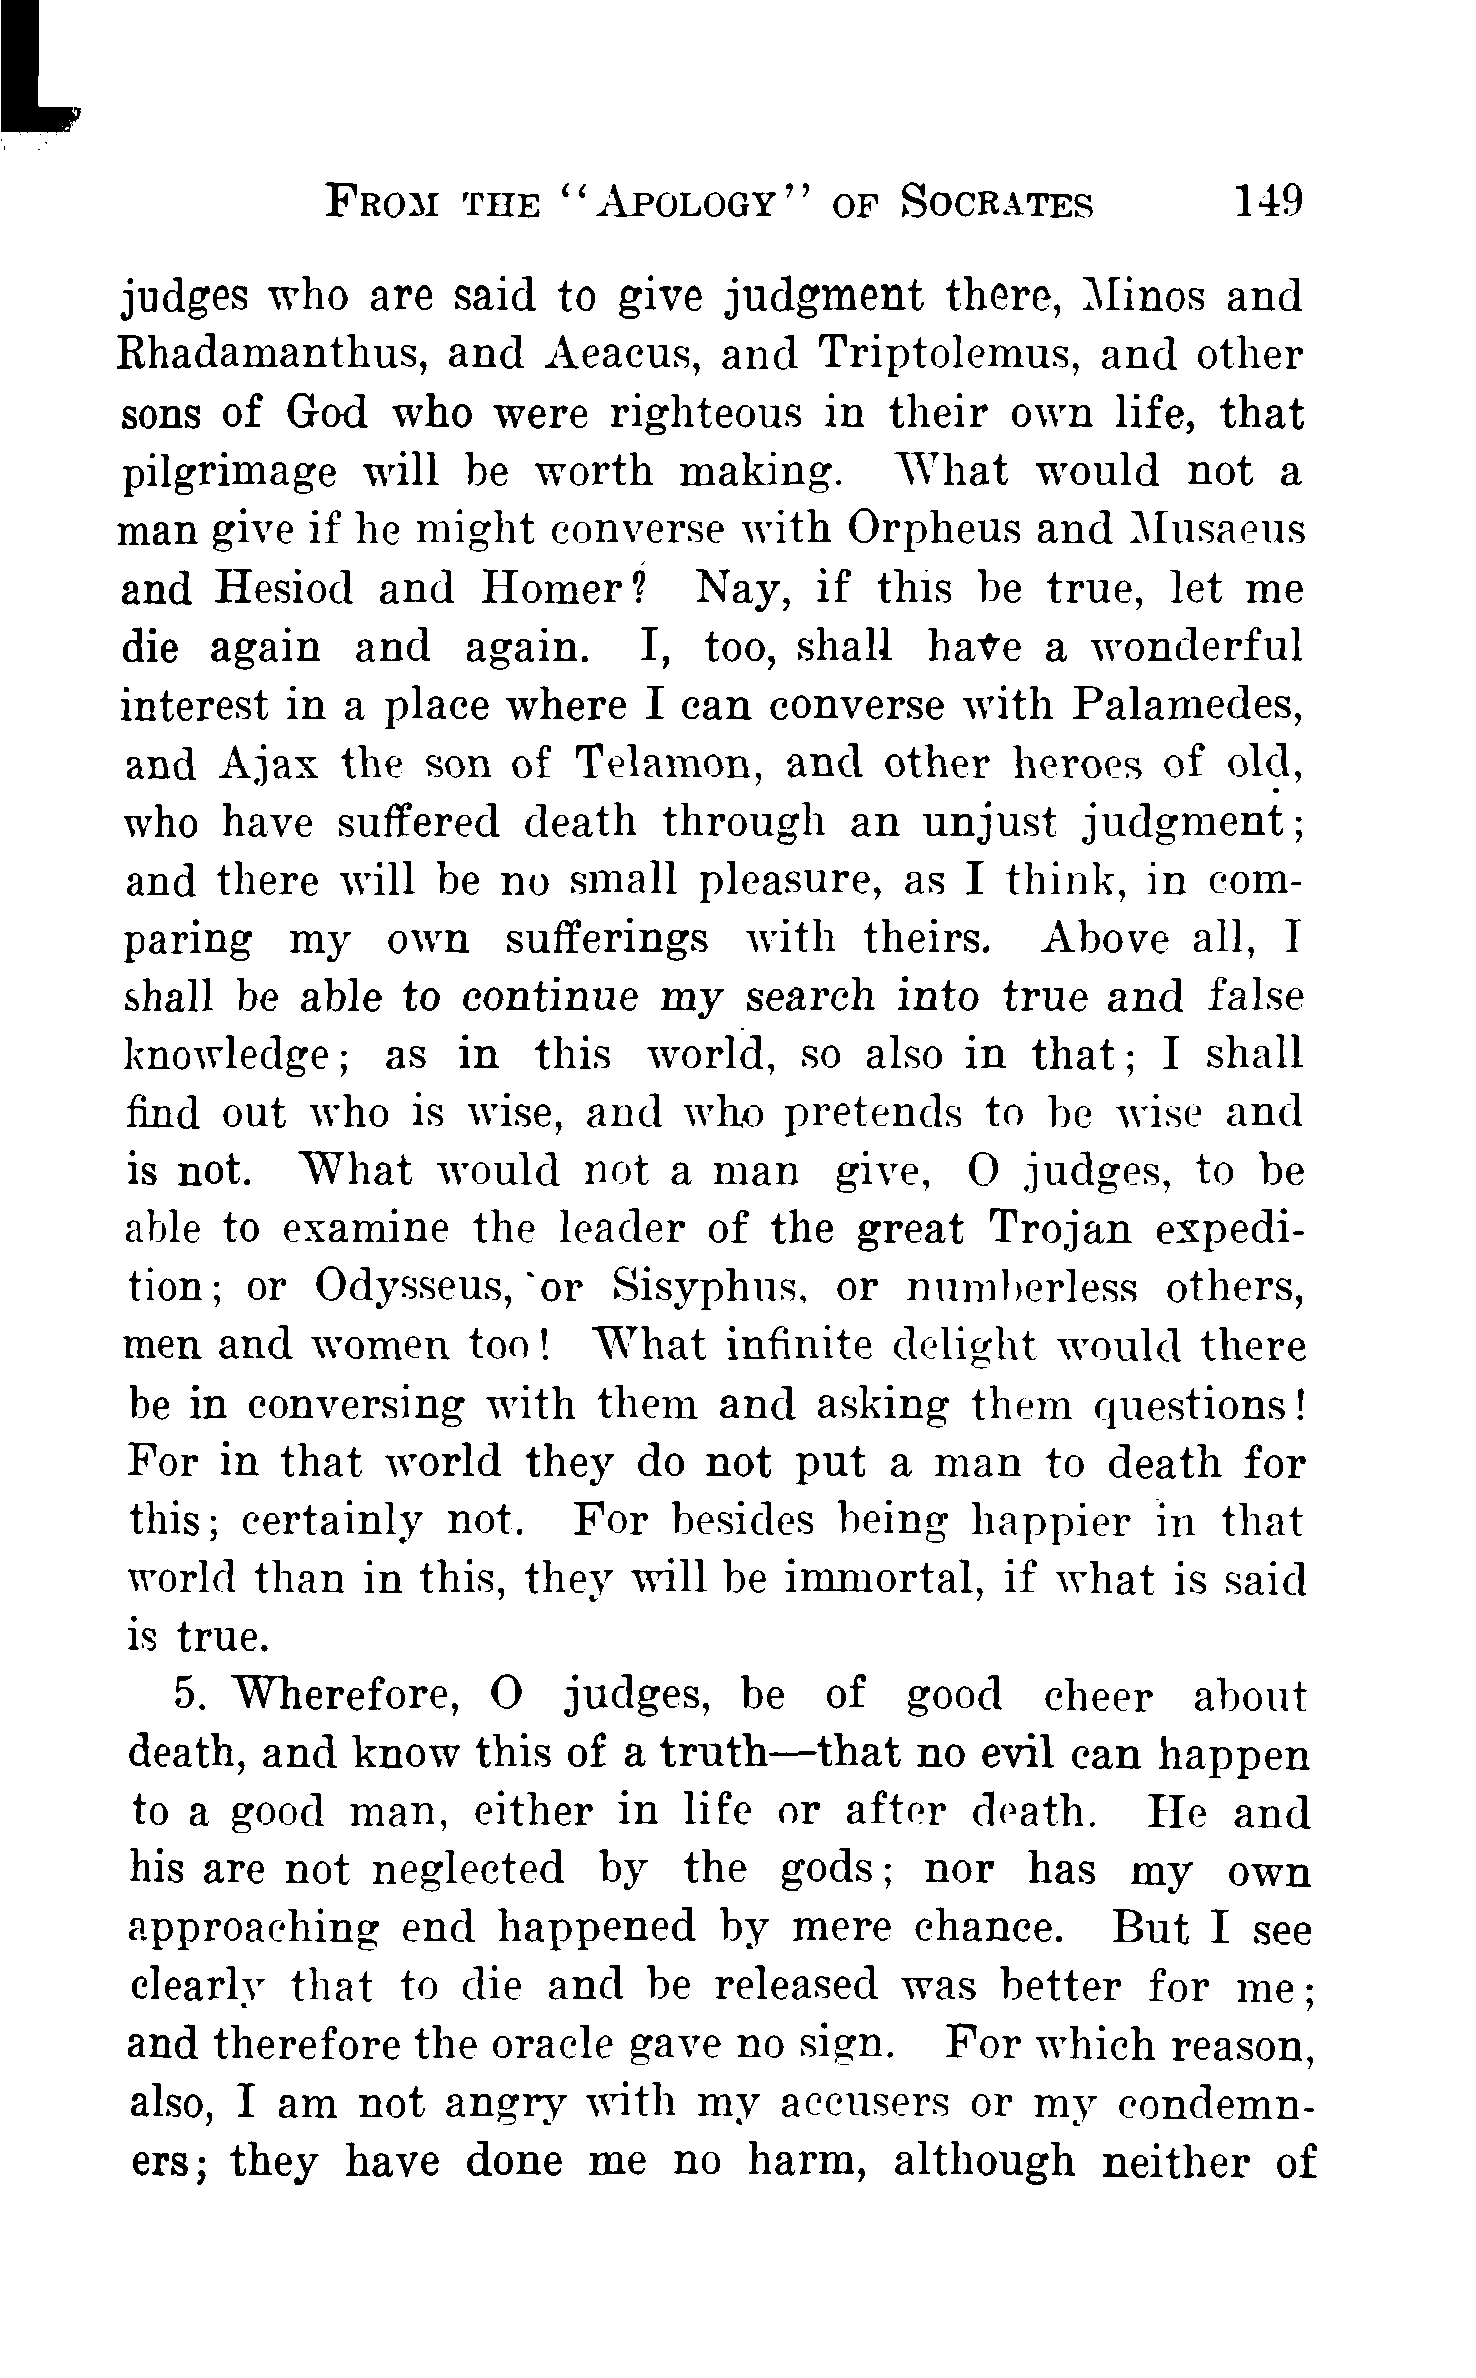 FROM THE "APOLOGY" OF SOCRATES 149
judges who are said to give judgment there, Minos and
Rhadamanthus, and Aeacus, and Triptolemus, and other
sons of God who were righteous in their own life, that
pilgrimage will be worth making. What would not a
man give if he might converse with Orpheus and Musaeus
and Hesiod and Homer? Nay, if this be true, let me
die again and again. I, too, shall have a wonderful
interest in a place where I can converse with Palamedes,
and Ajax the son of Telamon, and other heroes of old,
who have suffered death through an unjust judgment;
and there will be no small pleasure, as I think, in com-
paring my own sufferings with theirs. Above all, I
shall be able to continue my search into true and false
knowledge; as in this world, so also in that; I shall
find out who is wise, and who pretends to be wise and
is not. What would not a man give, O judges, to be
able to examine the leader of the great Trojan expedi-
tion; or Odysseus, or Sisyphus, or numberless others,
men and women too! What infinite delight would there
be in conversing with them and asking them questions!
For in that world they do not put a man to death for
this; certainly not. For besides being happier in that
world than in this, they will be immortal, if what is said
is true.
5. Wherefore, O judges, be of good cheer about
death, and know this of a truth—that no evil can happen
to a good man, either in life or after death. He and
his are not neglected by the gods; nor has my own
approaching end happened by mere chance. But I see
clearly that to die and be released was better for me;
and therefore the oracle gave no sign. For which reason,
also, I am not angry with my accusers or my condemn-
ers; they have done me no harm, although neither of